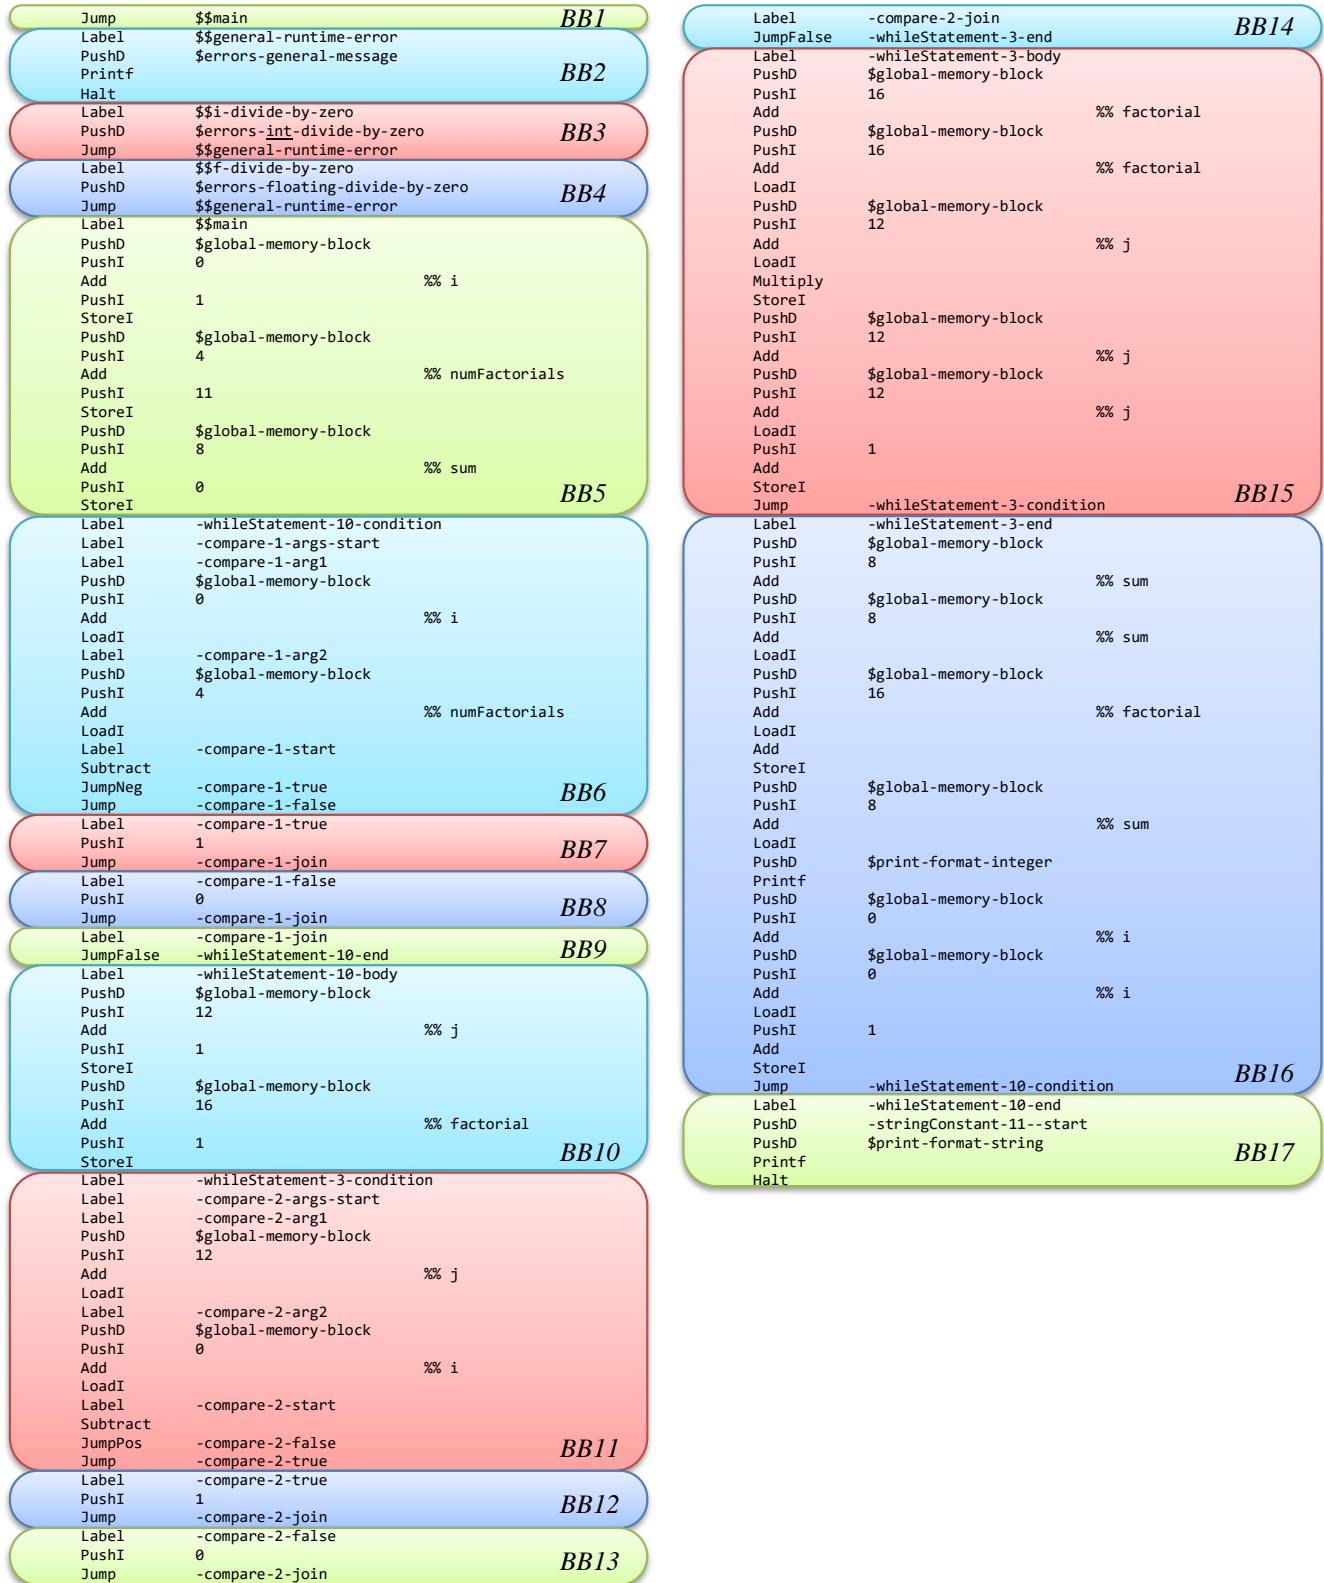 Jump $$main BB1
Label $$general-runtime-error
PushD $errors-general-message
Printf BB2
Halt
Label $$i-divide-by-zero
PushD $errors-int-divide-by-zero BB3
Jump $$general-runtime-error
Label $$f-divide-by-zero
PushD $errors-floating-divide-by-zero BB4
Jump $$general-runtime-error
Label $$main
PushD $global-memory-block
PushI 0
Add %% i
PushI 1
StoreI
PushD $global-memory-block
PushI 4
Add %% numFactorials
PushI 11
StoreI
PushD $global-memory-block
PushI 8
Add %% sum
PushI 0 BB5
StoreI
Label -whileStatement-10-condition
Label -compare-1-args-start
Label -compare-1-arg1
PushD $global-memory-block
PushI 0
Add %% i
LoadI
Label -compare-1-arg2
PushD $global-memory-block
PushI 4
Add %% numFactorials
LoadI
Label -compare-1-start
Subtract
JumpNeg -compare-1-true BB6
Jump -compare-1-false
Label -compare-1-true
PushI 1 BB7
Jump -compare-1-join
Label -compare-1-false
PushI 0 BB8
Jump -compare-1-join
Label -compare-1-join BB9
JumpFalse -whileStatement-10-end
Label -whileStatement-10-body
PushD $global-memory-block
PushI 12
Add %% j
PushI 1
StoreI
PushD $global-memory-block
PushI 16
Add %% factorial
PushI 1 BB10
StoreI
Label -whileStatement-3-condition
Label -compare-2-args-start
Label -compare-2-arg1
PushD $global-memory-block
PushI 12
Add %% j
LoadI
Label -compare-2-arg2
PushD $global-memory-block
PushI 0
Add %% i
LoadI
Label -compare-2-start
Subtract
JumpPos -compare-2-false BB11
Jump -compare-2-true
Label -compare-2-true
PushI 1 BB12
Jump -compare-2-join
Label -compare-2-false
PushI 0 BB13
Jump -compare-2-join
Label -compare-2-join BB14
JumpFalse -whileStatement-3-end
Label -whileStatement-3-body
PushD $global-memory-block
PushI 16
Add %% factorial
PushD $global-memory-block
PushI 16
Add %% factorial
LoadI
PushD $global-memory-block
PushI 12
Add %% j
LoadI
Multiply
StoreI
PushD $global-memory-block
PushI 12
Add %% j
PushD $global-memory-block
PushI 12
Add %% j
LoadI
PushI 1
Add
StoreI BB15
Jump -whileStatement-3-condition
Label -whileStatement-3-end
PushD $global-memory-block
PushI 8
Add %% sum
PushD $global-memory-block
PushI 8
Add %% sum
LoadI
PushD $global-memory-block
PushI 16
Add %% factorial
LoadI
Add
StoreI
PushD $global-memory-block
PushI 8
Add %% sum
LoadI
PushD $print-format-integer
Printf
PushD $global-memory-block
PushI 0
Add %% i
PushD $global-memory-block
PushI 0
Add %% i
LoadI
PushI 1
Add
StoreI BB16
Jump -whileStatement-10-condition
Label -whileStatement-10-end
PushD -stringConstant-11--start
PushD $print-format-string BB17
Printf
Halt